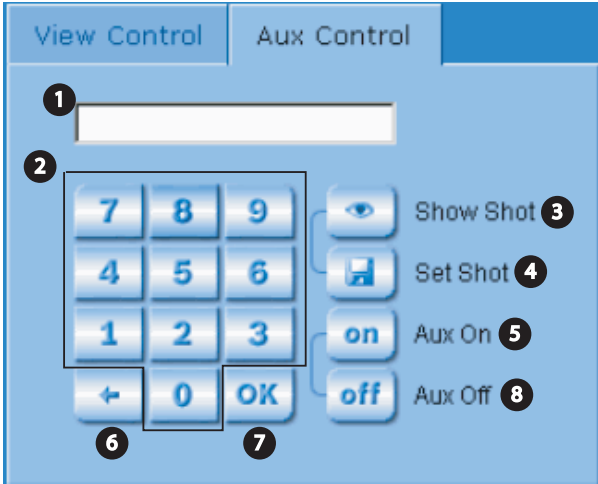 View Control Aux Control
1
2
7 8 9 Show Shot 3
4 5 6 Set Shot 4
1 2 3 on Aux On 5
0 OK off Aux Off 8
6 7